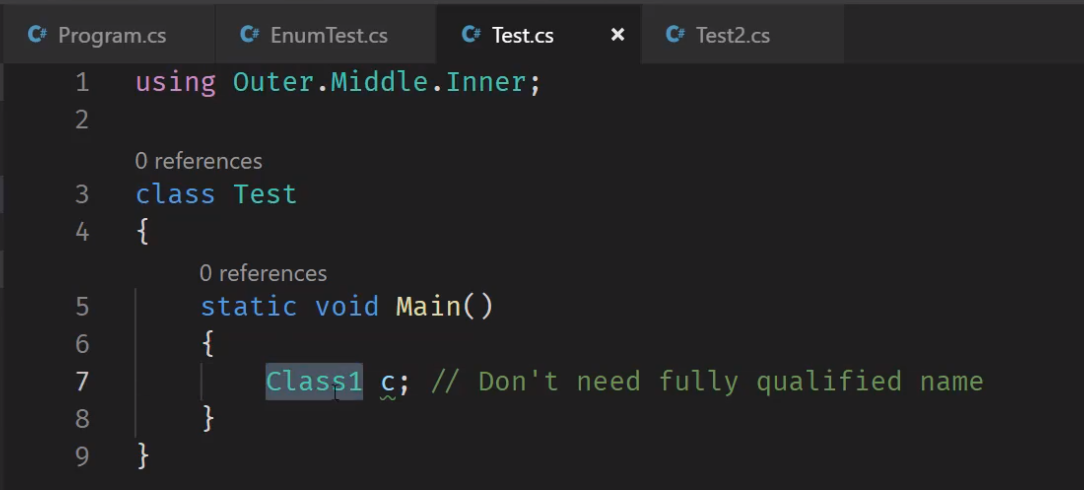 Program.cs EnumTest.cs Test.cs × Test2.cs
1 using Outer.Middle.Inner;
2
0 references
3 class Test
4 {
0 references
5 static void Main()
6 {
7 Class1 c; // Don't need fully qualified name
8 }
9 }